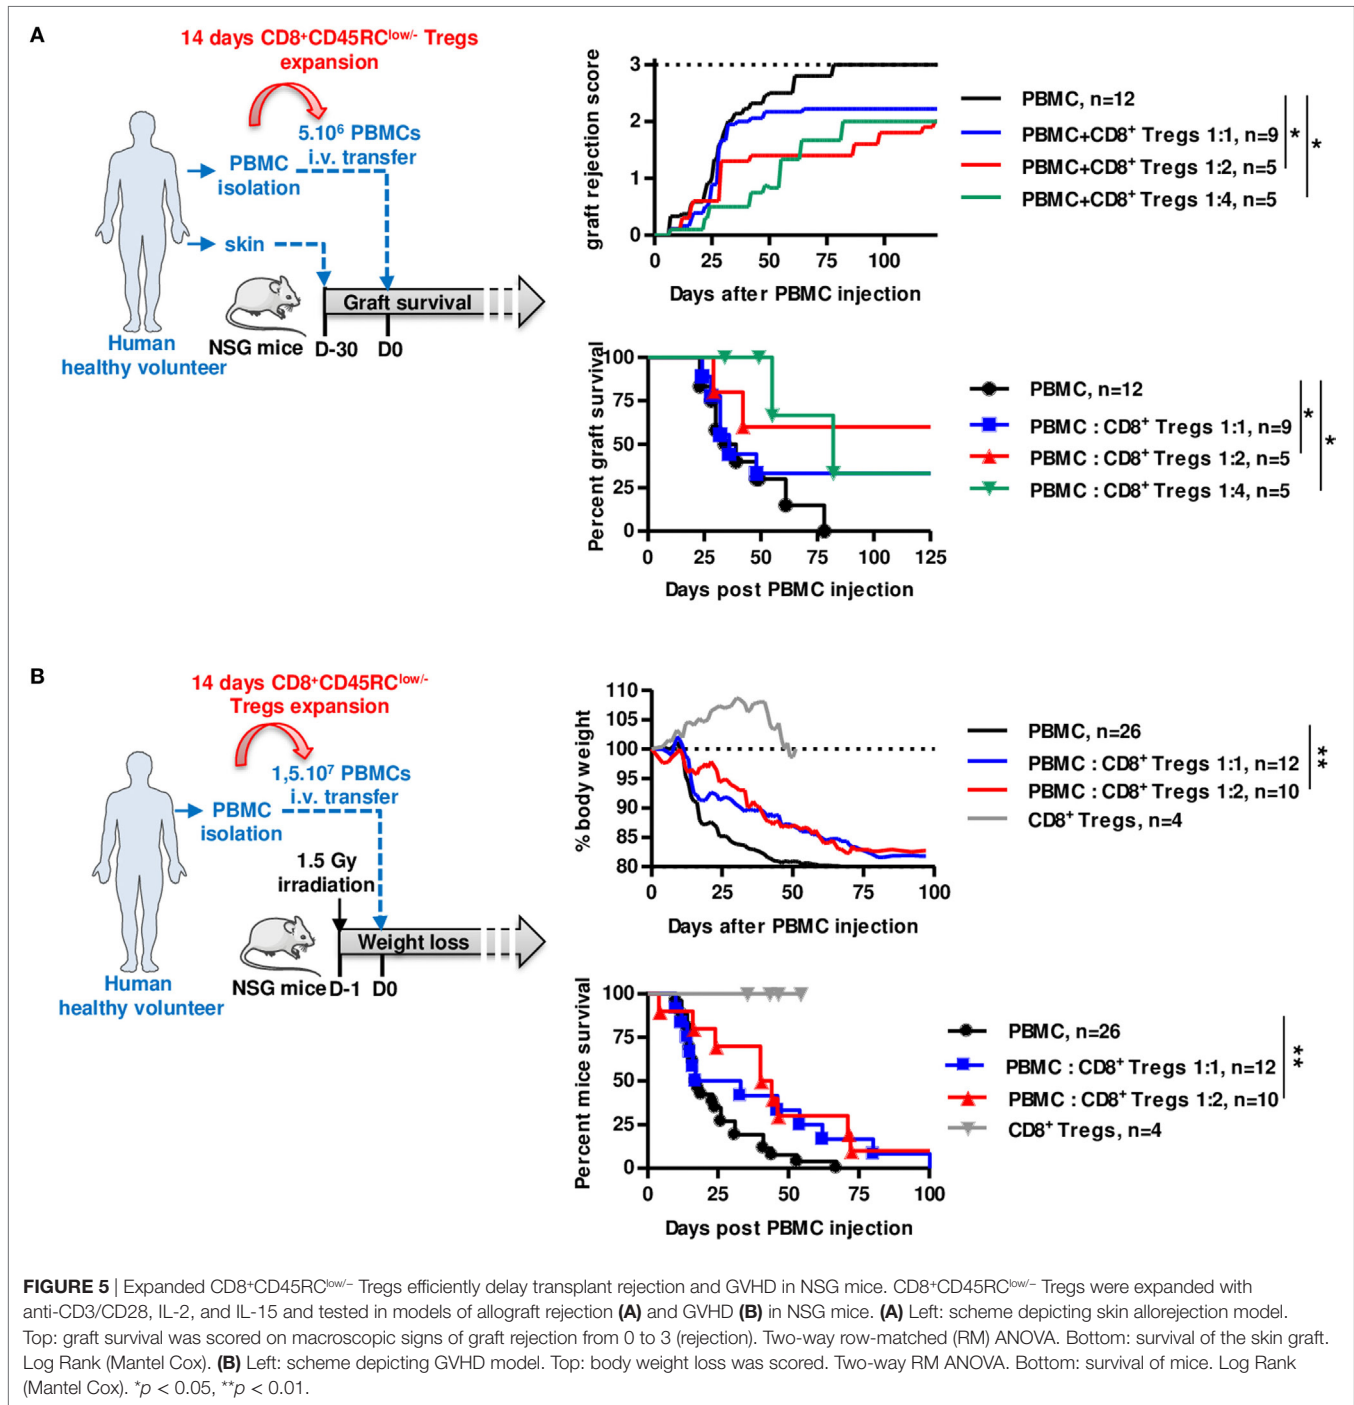 A
14 days CD8+CD45RClow/- Tregs
expansion
5.10⁶ PBMCs
i.v. transfer
PBMC
isolation
skin
Graft survival
NSG mice D-30 D0
Human
healthy volunteer
graft rejection score
3
2
1
0
0 25 50 75 100
Days after PBMC injection
PBMC, n=12
PBMC+CD8⁺ Tregs 1:1, n=9
PBMC+CD8⁺ Tregs 1:2, n=5
PBMC+CD8⁺ Tregs 1:4, n=5
*
*
Percent graft survival
100
75
50
25
0
0 25 50 75 100 125
Days post PBMC injection
PBMC, n=12
PBMC : CD8⁺ Tregs 1:1, n=9
PBMC : CD8⁺ Tregs 1:2, n=5
PBMC : CD8⁺ Tregs 1:4, n=5
*
*
B
14 days CD8+CD45RClow/-
Tregs expansion
1,5.10⁷ PBMCs
i.v. transfer
PBMC
isolation
1.5 Gy
irradiation
Weight loss
NSG mice D-1 D0
Human
healthy volunteer
% body weight
110
105
100
95
90
85
80
0 25 50 75 100
Days after PBMC injection
PBMC, n=26
PBMC : CD8⁺ Tregs 1:1, n=12
PBMC : CD8⁺ Tregs 1:2, n=10
CD8⁺ Tregs, n=4
**
Percent mice survival
100
75
50
25
0
0 25 50 75 100
Days post PBMC injection
PBMC, n=26
PBMC : CD8⁺ Tregs 1:1, n=12
PBMC : CD8⁺ Tregs 1:2, n=10
CD8⁺ Tregs, n=4
**
FIGURE 5 | Expanded CD8+CD45RClow/− Tregs efficiently delay transplant rejection and GVHD in NSG mice. CD8+CD45RClow/− Tregs were expanded with
anti-CD3/CD28, IL-2, and IL-15 and tested in models of allograft rejection (A) and GVHD (B) in NSG mice. (A) Left: scheme depicting skin allorejection model.
Top: graft survival was scored on macroscopic signs of graft rejection from 0 to 3 (rejection). Two-way row-matched (RM) ANOVA. Bottom: survival of the skin graft.
Log Rank (Mantel Cox). (B) Left: scheme depicting GVHD model. Top: body weight loss was scored. Two-way RM ANOVA. Bottom: survival of mice. Log Rank
(Mantel Cox). *p < 0.05, **p < 0.01.